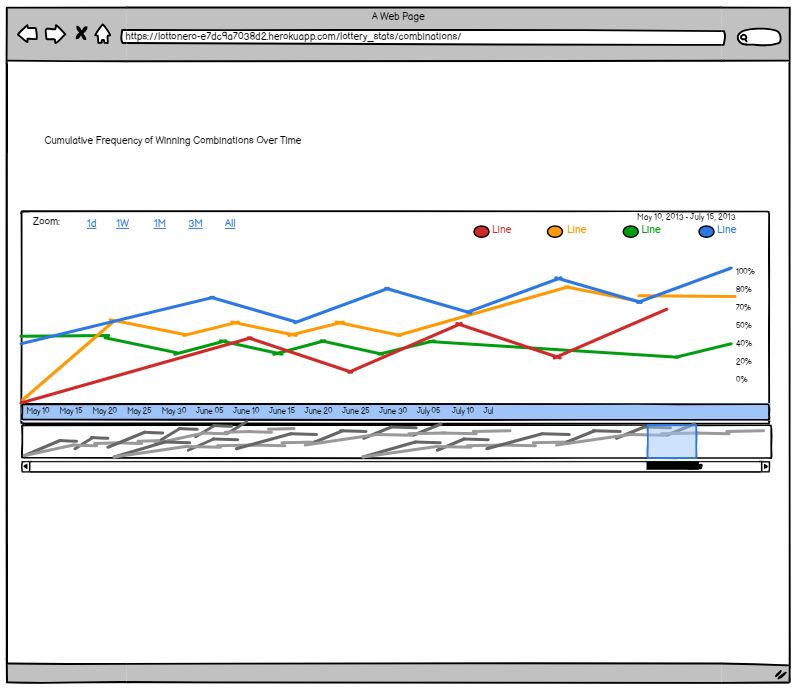 A Web Page
https://lottonero-e7dc9a7038d2.herokuapp.com/lottery_stats/combinations/
Cumulative Frequency of Winning Combinations Over Time
Zoom: 1d 1W 1M 3M All
May 10, 2013 - July 15, 2013
Line Line Line Line
100%
80%
70%
50%
40%
20%
0%
May 10 May 15 May 20 May 25 May 30 June 05 June 10 June 15 June 20 June 25 June 30 July 05 July 10 Jul